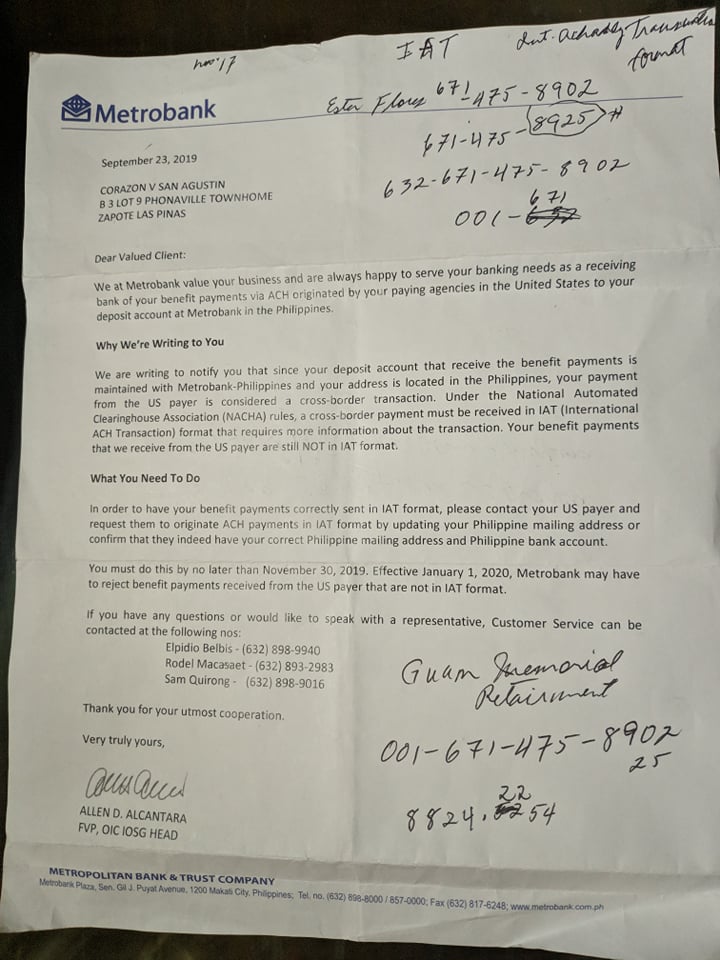 nov '17
IAT
Int. Transaction
format
Metrobank
Ester Flores 671-475-8902
671-475-8925 #
632-671-475-8902
671
001-
September 23, 2019
CORAZON V SAN AGUSTIN
B 3 LOT 9 PHONAVILLE TOWNHOME
ZAPOTE LAS PINAS
Dear Valued Client:
We at Metrobank value your business and are always happy to serve your banking needs as a receiving
bank of your benefit payments via ACH originated by your paying agencies in the United States to your
deposit account at Metrobank in the Philippines.
Why We're Writing to You
We are writing to notify you that since your deposit account that receive the benefit payments is
maintained with Metrobank-Philippines and your address is located in the Philippines, your payment
from the US payer is considered a cross-border transaction. Under the National Automated
Clearinghouse Association (NACHA) rules, a cross-border payment must be received in IAT (International
ACH Transaction) format that requires more information about the transaction. Your benefit payments
that we receive from the US payer are still NOT in IAT format.
What You Need To Do
In order to have your benefit payments correctly sent in IAT format, please contact your US payer and
request them to originate ACH payments in IAT format by updating your Philippine mailing address or
confirm that they indeed have your correct Philippine mailing address and Philippine bank account.
You must do this by no later than November 30, 2019. Effective January 1, 2020, Metrobank may have
to reject benefit payments received from the US payer that are not in IAT format.
If you have any questions or would like to speak with a representative, Customer Service can be
contacted at the following nos:
Elpidio Belbis - (632) 898-9940
Rodel Macasaet - (632) 893-2983
Sam Quirong - (632) 898-9016
Guam Memorial
Retairment
Thank you for your utmost cooperation.
Very truly yours,
001-671-475-8902
25
22
8824. 54
ALLEN D. ALCANTARA
FVP, OIC IOSG HEAD
METROPOLITAN BANK & TRUST COMPANY
Metrobank Plaza, Sen. Gil J. Puyat Avenue, 1200 Makati City, Philippines; Tel. no. (632) 898-8000 / 857-0000; Fax (632) 817-6248; www.metrobank.com.ph